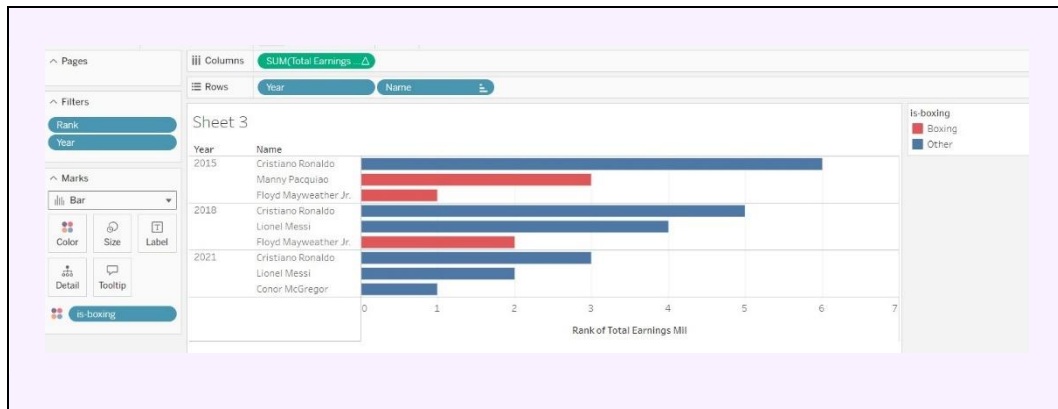 Pages
iii Columns
SUM(Total Earnings ..△
Rows
Year
Name
Filters
Rank
Year
Marks
Bar
Color
Size
Label
Detail
Tooltip
is-boxing
Sheet 3
Year
Name
2015
Cristiano Ronaldo
Manny Pacquiao
Floyd Mayweather Jr.
2018
Cristiano Ronaldo
Lionel Messi
Floyd Mayweather Jr.
2021
Cristiano Ronaldo
Lionel Messi
Conor McGregor
0 1 2 3 4 5 6 7
Rank of Total Earnings Mll
is-boxing
Boxing
Other